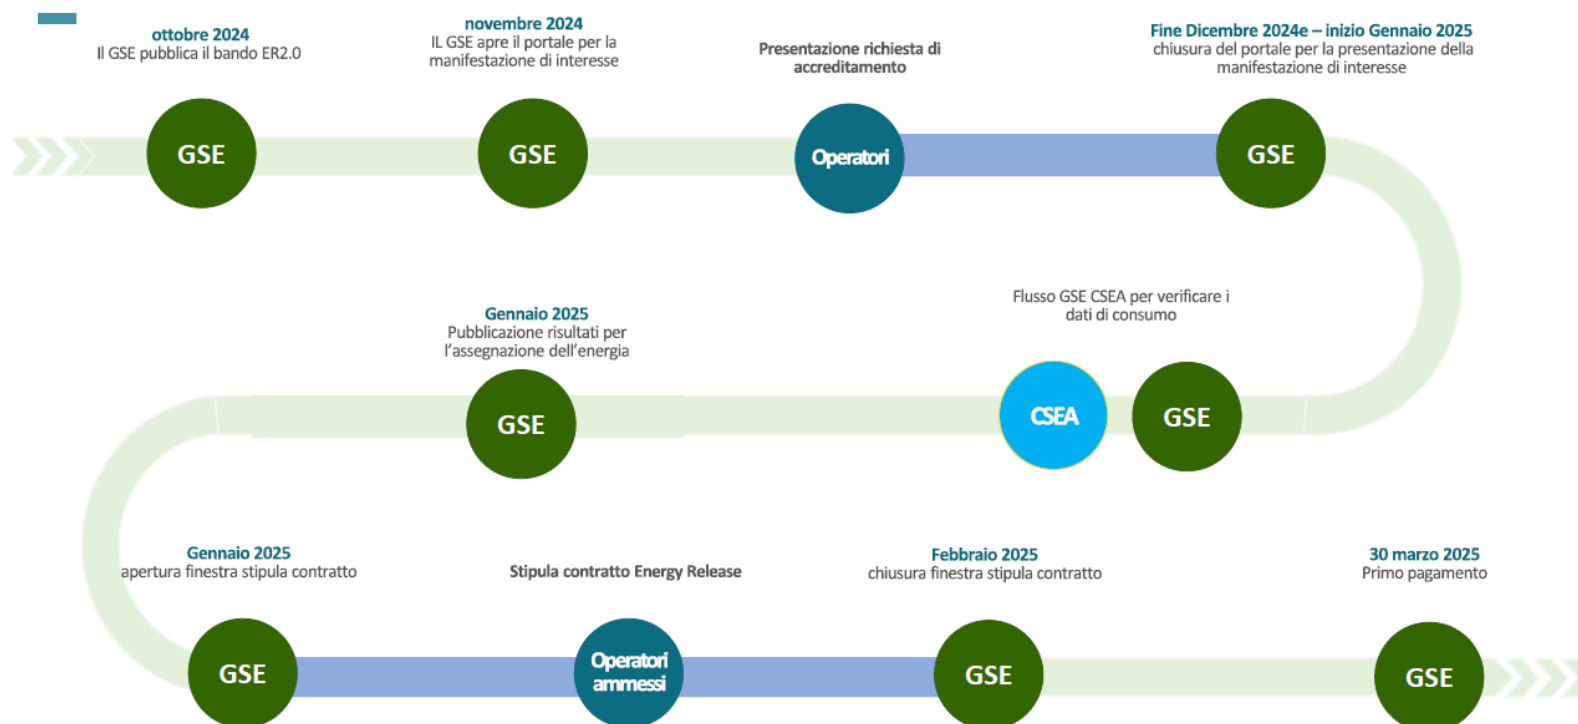 ottobre 2024
Il GSE pubblica il bando ER2.0
GSE
novembre 2024
IL GSE apre il portale per la
manifestazione di interesse
GSE
Presentazione richiesta di
accreditamento
Operatori
Fine Dicembre 2024e – inizio Gennaio 2025
chiusura del portale per la presentazione della
manifestazione di interesse
GSE
Flusso GSE CSEA per verificare i
dati di consumo
GSE
CSEA
Gennaio 2025
Pubblicazione risultati per
l'assegnazione dell'energia
GSE
Gennaio 2025
apertura finestra stipula contratto
GSE
Stipula contratto Energy Release
Operatori
ammessi
Febbraio 2025
chiusura finestra stipula contratto
GSE
30 marzo 2025
Primo pagamento
GSE